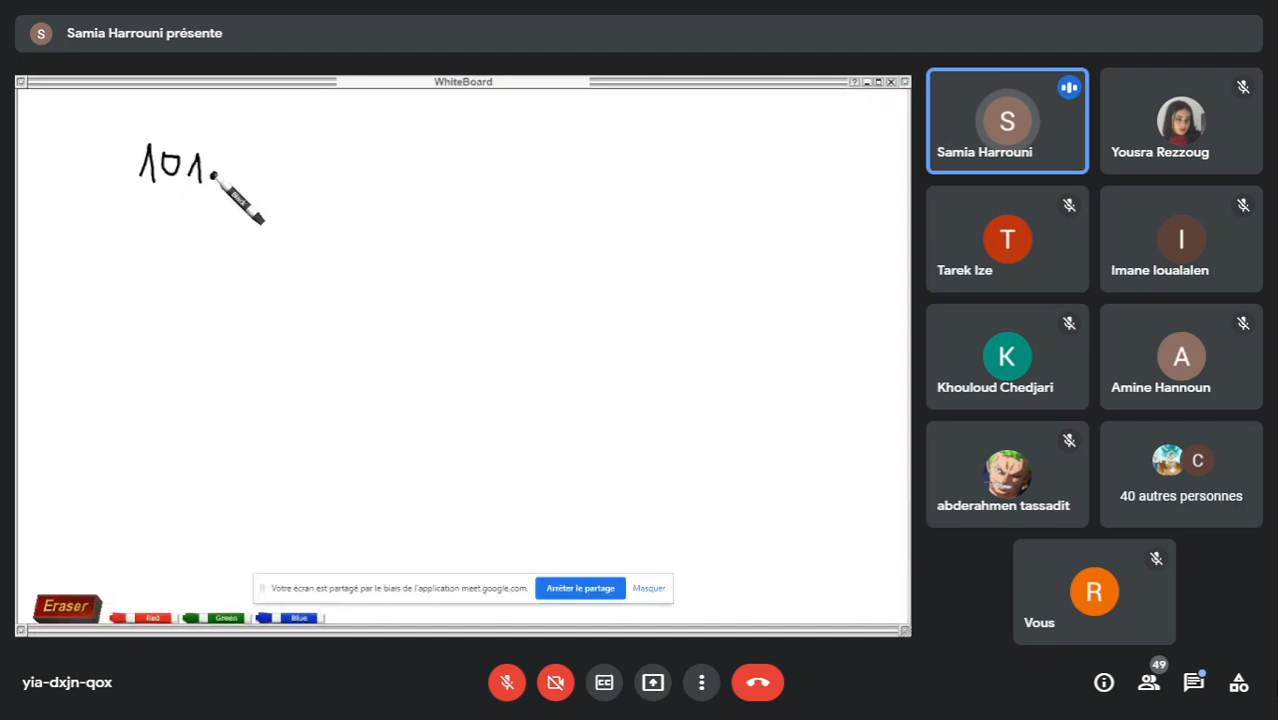 S Samia Harrouni présente
WhiteBoard
101.
Black
Votre écran est partagé par le biais de l'application meet.google.com. Arrêter le partage Masquer
Eraser Red Green Blue
S
Samia Harrouni
Yousra Rezzoug
T
Tarek Ize
I
Imane Ioualalen
K
Khouloud Chedjari
A
Amine Hannoun
abderahmen tassadit
C
40 autres personnes
R
Vous
yia-dxjn-qox
CC
49